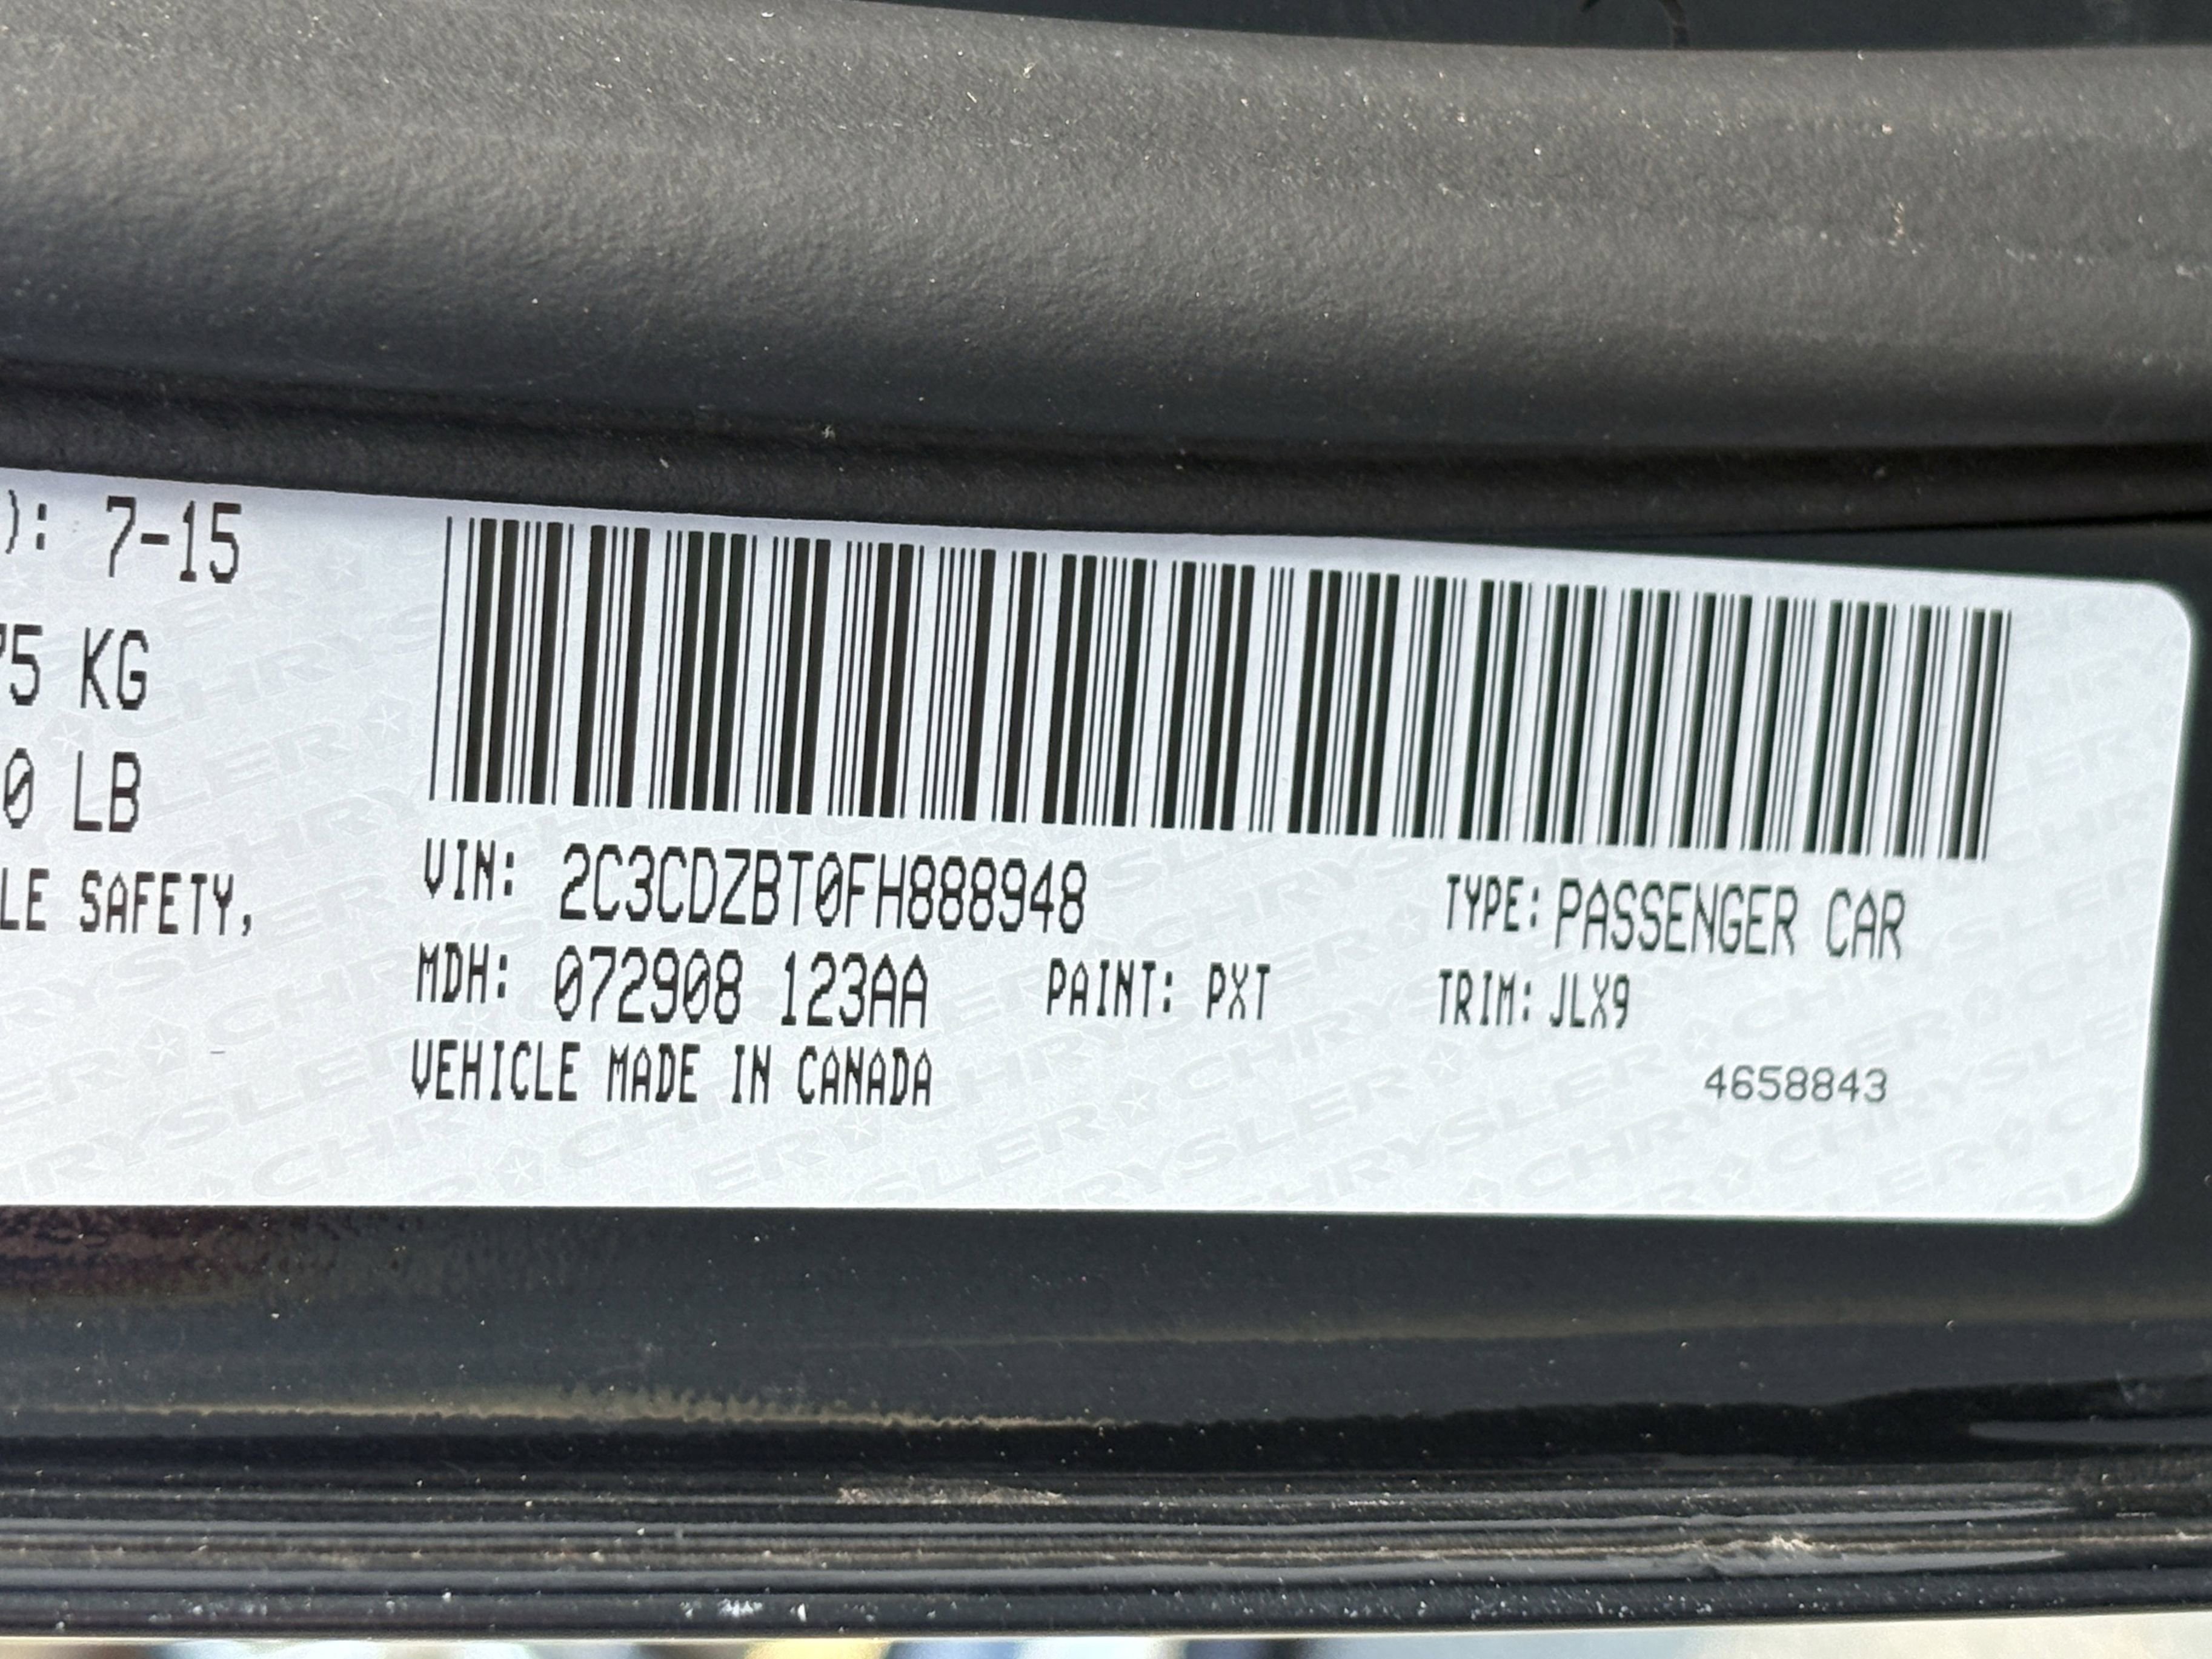 ): 7-15
75 KG
0 LB
LE SAFETY,
VIN: 2C3CDZBT0FH888948
TYPE: PASSENGER CAR
MDH: 072908 123AA
PAINT: PXT
TRIM: JLX9
VEHICLE MADE IN CANADA
4658843